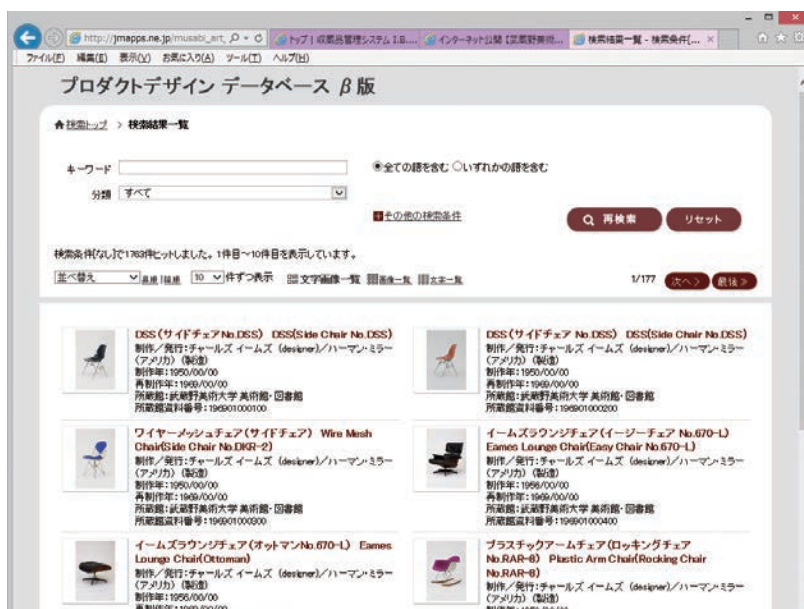 http://jmapps.ne.jp/musabi_art_
トップ | 収蔵品管理システム I.B....
インターネット公開【武蔵野美術...
検索結果一覧 - 検索条件[...
ファイル(F) 編集(E) 表示(V) お気に入り(A) ツール(T) ヘルプ(H)
プロダクトデザイン データベース β版
検索トップ > 検索結果一覧
キーワード
全ての語を含む いずれかの語を含む
分類 すべて
その他の検索条件
再検索 リセット
検索条件[なし]で1763件ヒットしました。1件目～10件目を表示しています。
並べ替え 昇順 | 降順 10 件ずつ表示 文字画像一覧 画像一覧 文字一覧
1/177 次へ> 最後≫
DSS(サイドチェアNo.DSS) DSS(Side Chair No.DSS)
制作/発行:チャールズ イームズ (designer)/ハーマン・ミラー
(アメリカ) (製造)
制作年:1950/00/00
再制作年:1969/00/00
所蔵館:武蔵野美術大学 美術館・図書館
所蔵館資料番号:196901000100
DSS(サイドチェア No.DSS) DSS(Side Chair No.DSS)
制作/発行:チャールズ イームズ (designer)/ハーマン・ミラー
(アメリカ) (製造)
制作年:1950/00/00
再制作年:1969/00/00
所蔵館:武蔵野美術大学 美術館・図書館
所蔵館資料番号:196901000200
ワイヤーメッシュチェア(サイドチェア) Wire Mesh
Chair(Side Chair No.DKR-2)
制作/発行:チャールズ イームズ (designer)/ハーマン・ミラー
(アメリカ) (製造)
制作年:1950/00/00
再制作年:1969/00/00
所蔵館:武蔵野美術大学 美術館・図書館
所蔵館資料番号:196901000300
イームズラウンジチェア(イージーチェア No.670-L)
Eames Lounge Chair(Easy Chair No.670-L)
制作/発行:チャールズ イームズ (designer)/ハーマン・ミラー
(アメリカ) (製造)
制作年:1956/00/00
再制作年:1969/00/00
所蔵館:武蔵野美術大学 美術館・図書館
所蔵館資料番号:196901000400
イームズラウンジチェア(オットマンNo.670-L) Eames
Lounge Chair(Ottoman)
制作/発行:チャールズ イームズ (designer)/ハーマン・ミラー
(アメリカ) (製造)
制作年:1956/00/00
再制作年:1969/00/00
プラスチックアームチェア(ロッキングチェア
No.RAR-6) Plastic Arm Chair(Rocking Chair
No.RAR-6)
制作/発行:チャールズ イームズ (designer)/ハーマン・ミラー
(アメリカ) (製造)